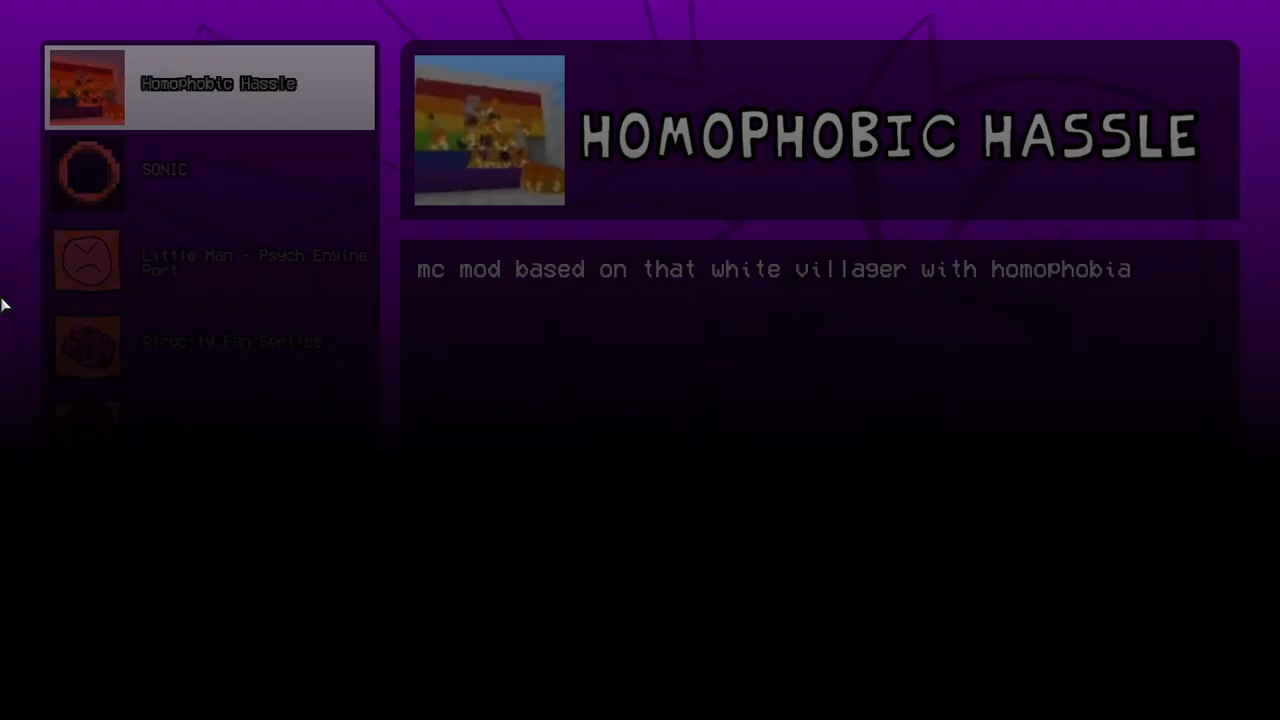 Homophobic Hassle
HOMOPHOBIC HASSLE
SONIC
Little Man - Psych Engine
Port
mc mod based on that white villager with homophobia
Atrocity Fan Sprites